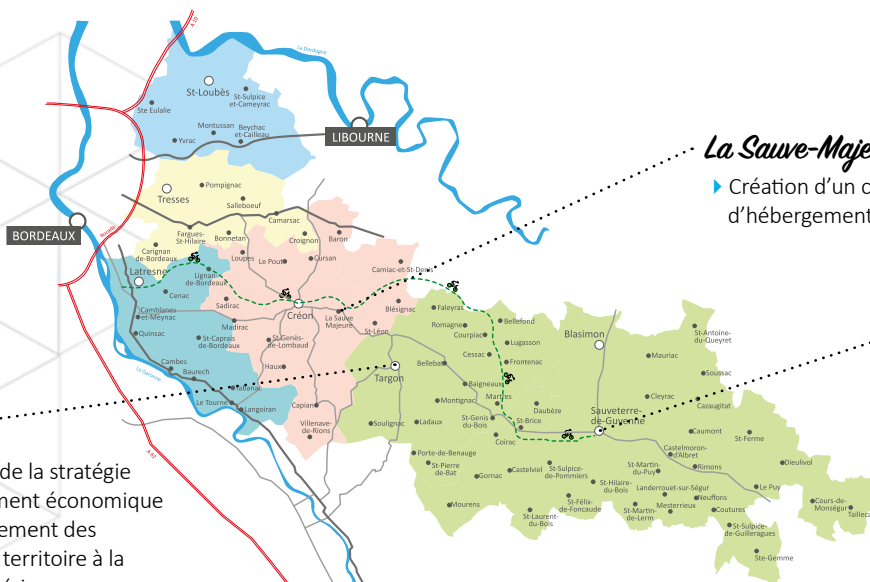 A 10
La Dordogne
St-Loubès
St-Sulpice
et-Cameyrac
Ste Eulalie
Montussan
Beychac
et-Cailleau
Yvrac
LIBOURNE
La Sauve-Maje
Création d'un c
d'hébergement
Pompignac
Tresses
Salleboeuf
Camarsac
BORDEAUX
Rocade
Fargues-
St-Hilaire
Bonnetan
Croignon
Baron
Carignan
de-Bordeaux
Loupes
Le Pout
Cursan
Camiac-et-St-Denis
Latresne
Lignan-
de-Bordeaux
Cenac
Sadirac
Créon
La Sauve
Majeure
Blésignac
St-Léon
Camblanes
et-Meynac
Madirac
Quinsac
St-Caprais
de-Bordeaux
St-Genès-
de-Lombaud
Faleyras
Romagne
Bellefond
Courpiac
Lugasson
Blasimon
St-Antoine-
du-Queyret
Cessac
Frontenac
Mauriac
Cambes
Baurech
Haux
Targon
Bellebat
Soussac
La Garonne
Tabanac
Baigneaux
Martres
Cleyrac
Cazaugitat
Le Tourne
Langoiran
Capian
Montignac
Daubèze
Sauveterre-
de-Guyenne
Villenave-
de-Rions
Soulignac
Ladaux
St-Genis
du-Bois
St-Brice
Coirac
Caumont
St-Ferme
Castelmoron-
d'Albret
A 62
Porte-de-Benauge
St-Pierre
de-Bat
Gornac
Castelviel
St-Sulpice
de-Pommiers
St-Martin-
du-Puy
Rimons
Dieulivol
St-Hilaire-
du-Bois
Landerrouet-sur-Ségur
Le Puy
Mourens
St-Félix-
de-Foncaude
Neuffons
Mesterrieux
St-Martin-
de-Lerm
Coutures
Cours-de-
Monségur
Tailleca
St-Laurent-
du-Bois
St-Sulpice-
de-Guilleragues
Ste-Gemme
de la stratégie
ment économique
ement des
territoire à la